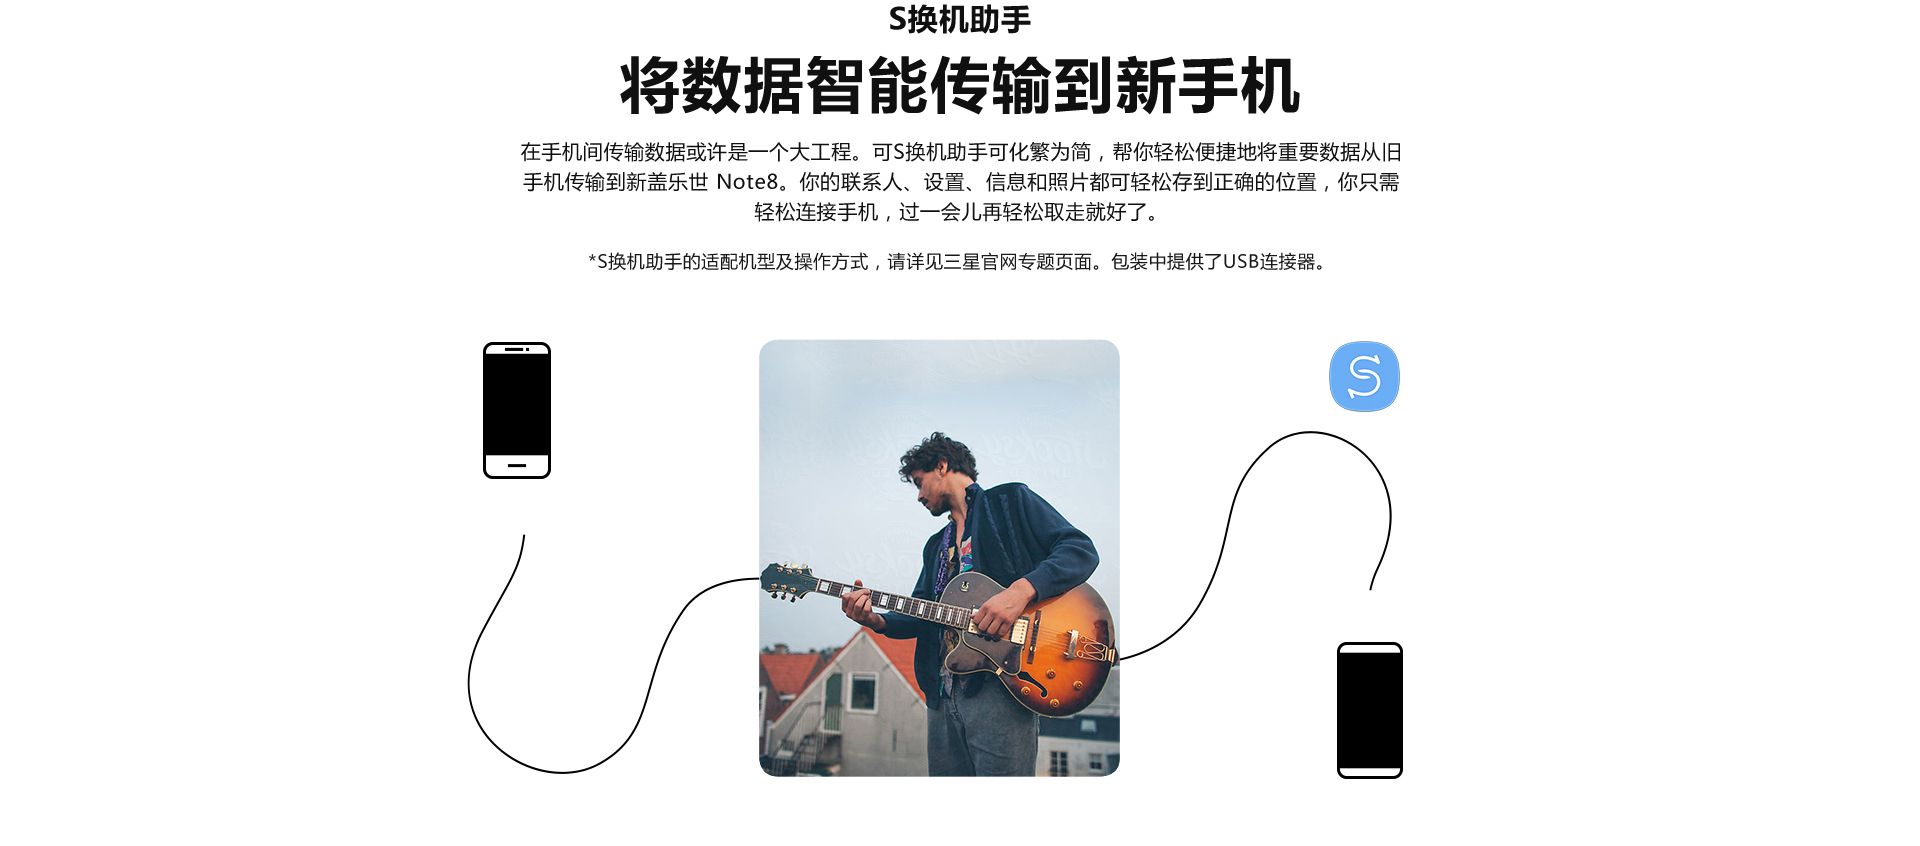 S换机助手
将数据智能传输到新手机
在手机间传输数据或许是一个大工程。可S换机助手可化繁为简，帮你轻松便捷地将重要数据从旧
手机传输到新盖乐世 Note8。你的联系人、设置、信息和照片都可轻松存到正确的位置，你只需
轻松连接手机，过一会儿再轻松取走就好了。
*S换机助手的适配机型及操作方式，请详见三星官网专题页面。包装中提供了USB连接器。
S